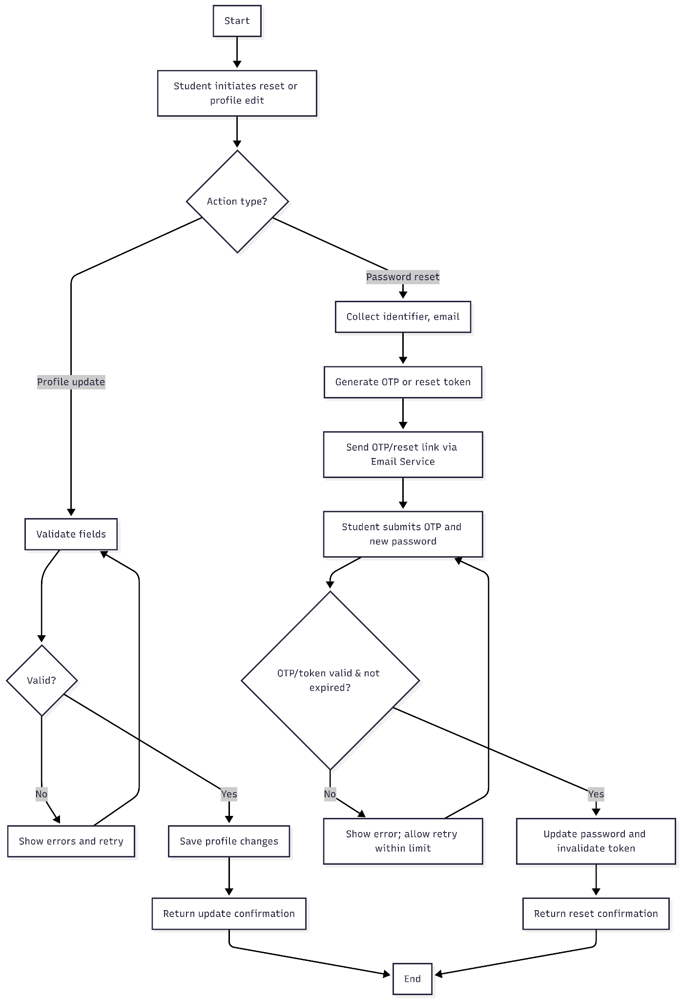 Start
Student initiates reset or
profile edit
Action type?
Password reset
Collect identifier, email
Profile update
Generate OTP or reset token
Send OTP/reset link via
Email Service
Validate fields
Student submits OTP and
new password
Valid?
OTP/token valid & not
expired?
No
Yes
No
Yes
Show errors and retry
Save profile changes
Show error; allow retry
within limit
Update password and
invalidate token
Return update confirmation
Return reset confirmation
End